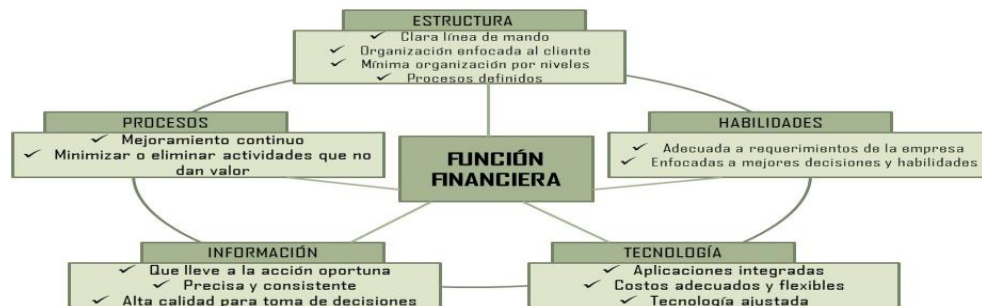 ESTRUCTURA
✓ Clara línea de mando
✓ Organización enfocada al cliente
✓ Mínima organización por niveles
✓ Procesos definidos
PROCESOS
✓ Mejoramiento continuo
✓ Minimizar o eliminar actividades que no
dan valor
HABILIDADES
✓ Adecuada a requerimientos de la empresa
✓ Enfocadas a mejores decisiones y habilidades
FUNCIÓN
FINANCIERA
INFORMACIÓN
✓ Que lleve a la acción oportuna
✓ Precisa y consistente
✓ Alta calidad para toma de decisiones
TECNOLOGÍA
✓ Aplicaciones integradas
✓ Costos adecuados y flexibles
✓ Tecnología ajustada